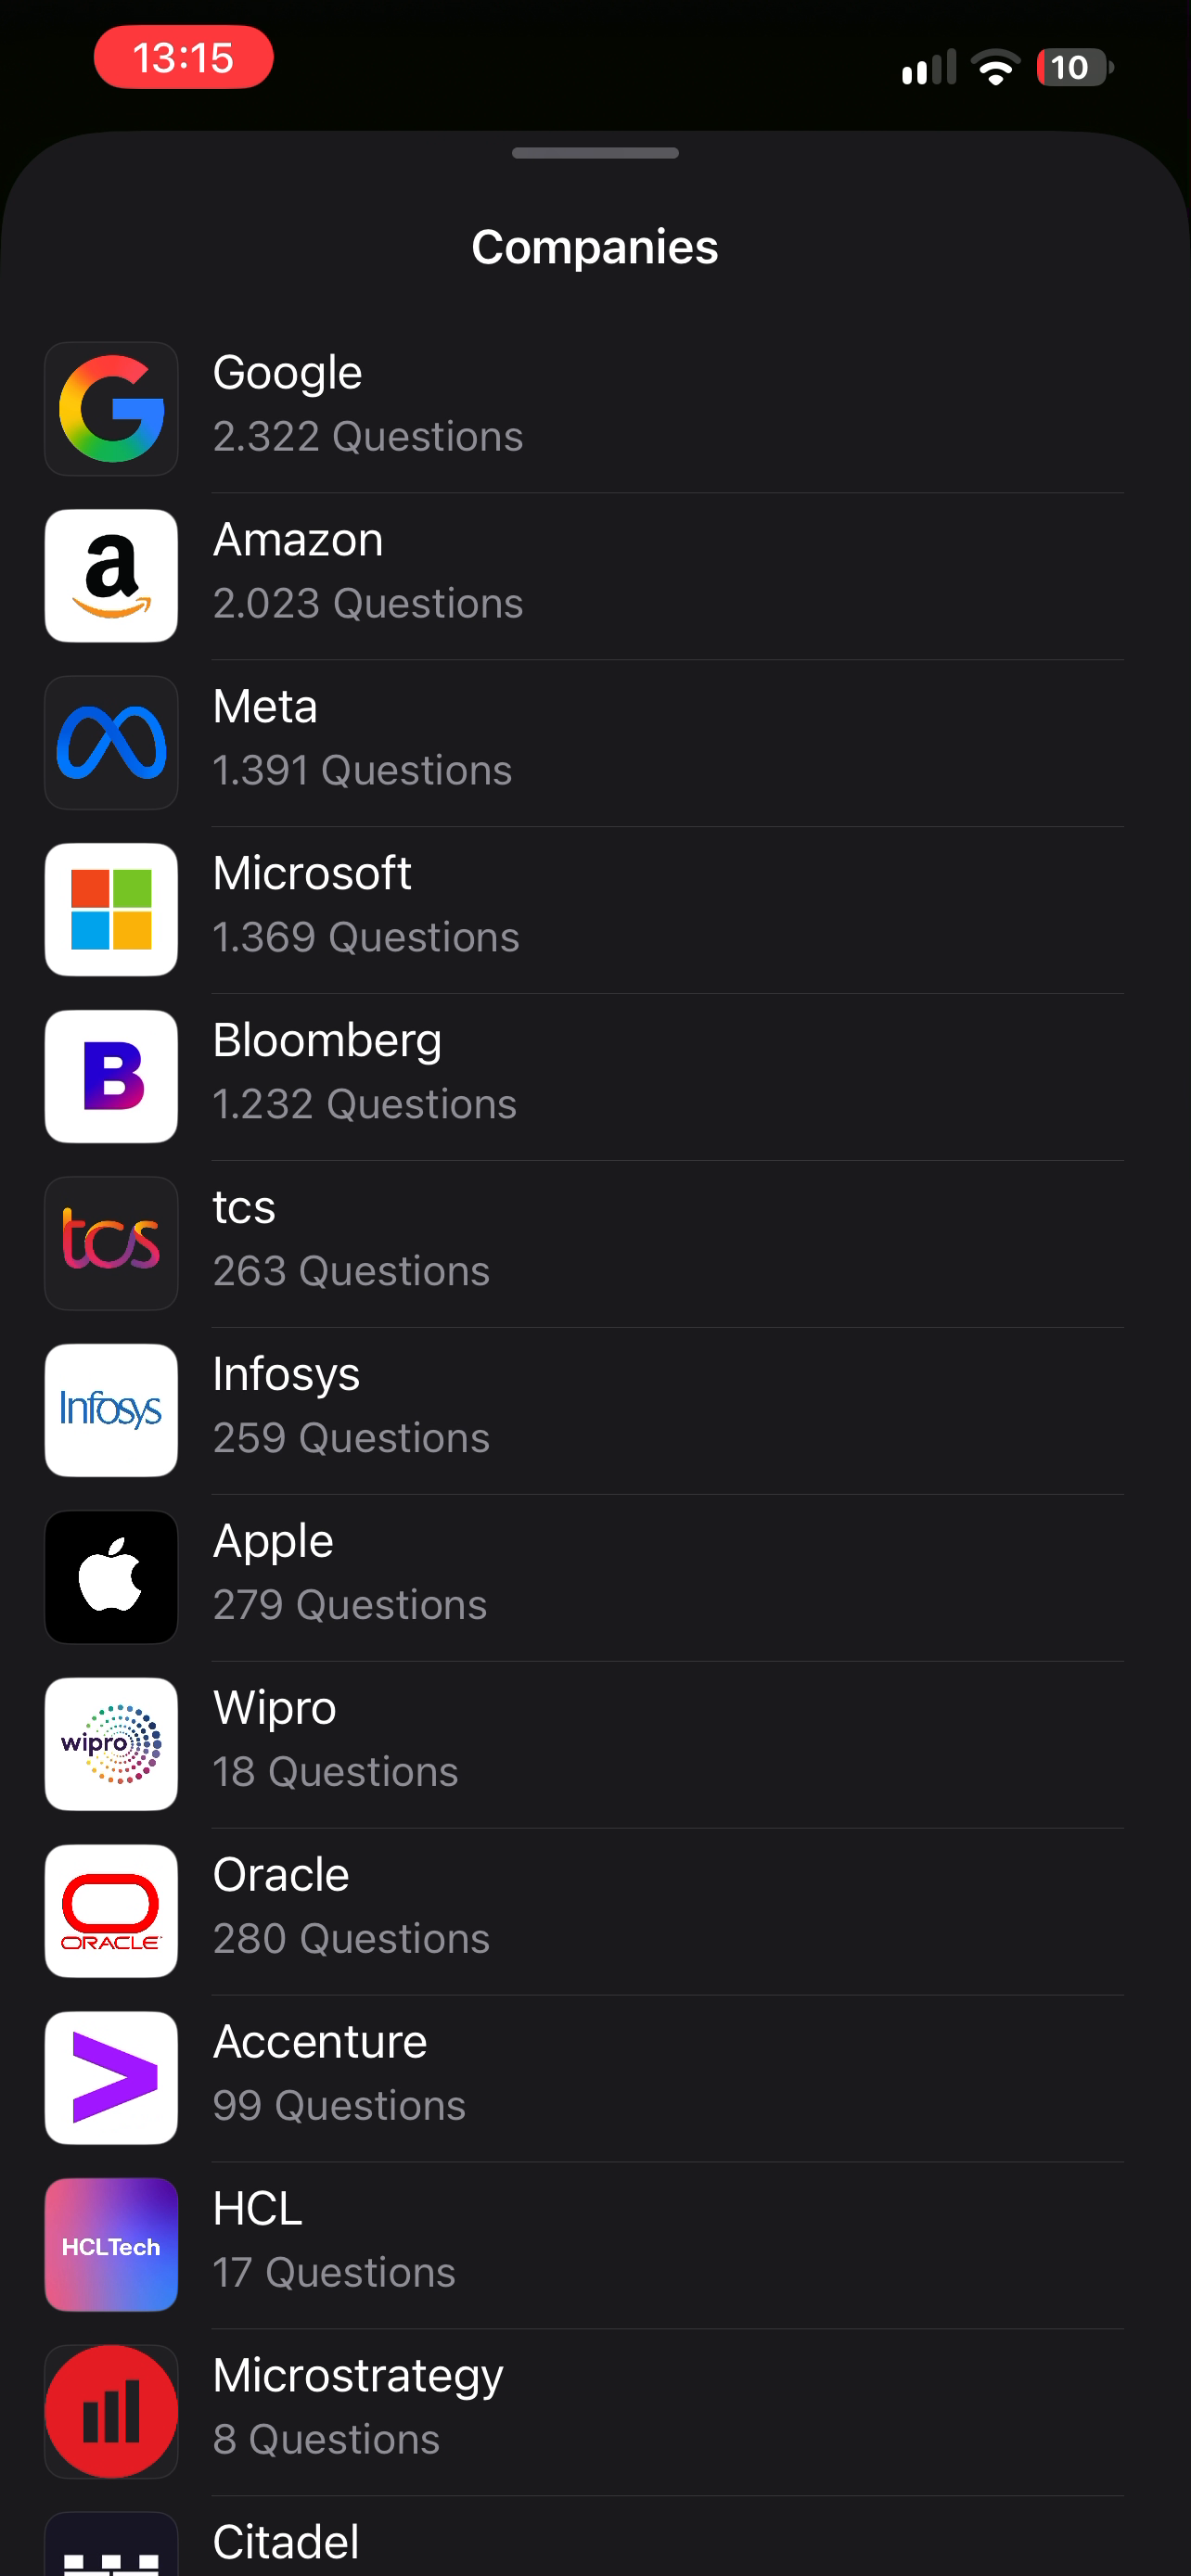 13:15
10
Companies
Google
2.322 Questions
Amazon
2.023 Questions
Meta
1.391 Questions
Microsoft
1.369 Questions
Bloomberg
1.232 Questions
tcs
tcs
263 Questions
Infosys
Infosys
259 Questions
Apple
279 Questions
wipro
Wipro
18 Questions
ORACLE
Oracle
280 Questions
Accenture
99 Questions
HCLTech
HCL
17 Questions
Microstrategy
8 Questions
Citadel